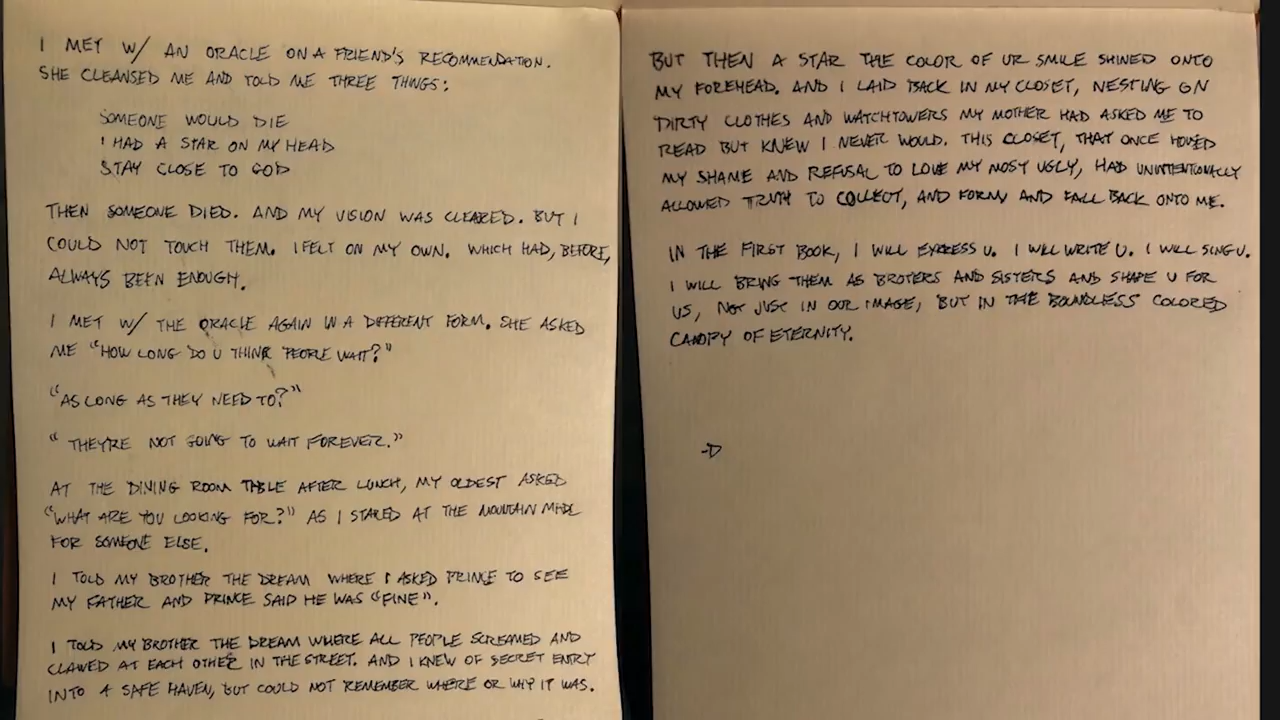 I MET W/ AN ORACLE ON A FRIEND'S RECOMMENDATION.
SHE CLEANSED ME AND TOLD ME THREE THINGS:
SOMEONE WOULD DIE
I HAD A STAR ON MY HEAD
STAY CLOSE TO GOD
THEN SOMEONE DIED. AND MY VISION WAS CLEARED. BUT I
COULD NOT TOUCH THEM. I FELT ON MY OWN. WHICH HAD, BEFORE,
ALWAYS BEEN ENOUGH.
I MET W/ THE ORACLE AGAIN IN A DIFFERENT FORM. SHE ASKED
ME "HOW LONG DO U THINK PEOPLE WAIT?"
"AS LONG AS THEY NEED TO?"
"THEY'RE NOT GOING TO WAIT FOREVER."
AT THE DINING ROOM TABLE AFTER LUNCH, MY OLDEST ASKED
"WHAT ARE YOU LOOKING FOR?" AS I STARED AT THE MOUNTAIN MADE
FOR SOMEONE ELSE.
I TOLD MY BROTHER THE DREAM WHERE I ASKED PRINCE TO SEE
MY FATHER AND PRINCE SAID HE WAS "FINE".
I TOLD MY BROTHER THE DREAM WHERE ALL PEOPLE SCREAMED AND
CLAWED AT EACH OTHER IN THE STREET. AND I KNEW OF SECRET ENTRY
INTO A SAFE HAVEN, BUT COULD NOT REMEMBER WHERE OR WHY IT WAS.
BUT THEN A STAR THE COLOR OF UR SMILE SHINED ONTO
MY FOREHEAD. AND I LAID BACK IN MY CLOSET, NESTING ON
DIRTY CLOTHES AND WATCHTOWERS MY MOTHER HAD ASKED ME TO
READ BUT KNEW I NEVER WOULD. THIS CLOSET, THAT ONCE HOUSED
MY SHAME AND REFUSAL TO LOVE MY MOST UGLY, HAD UNINTENTIONALLY
ALLOWED TRUTH TO COLLECT, AND FORM, AND FALL BACK ONTO ME.
IN THE FIRST BOOK, I WILL EXPRESS U. I WILL WRITE U. I WILL SING U.
I WILL BRING THEM AS BROTERS AND SISTERS AND SHAPE U FOR
US, NOT JUST IN OUR IMAGE, BUT IN THE BOUNDLESS COLORED
CANOPY OF ETERNITY.
-D